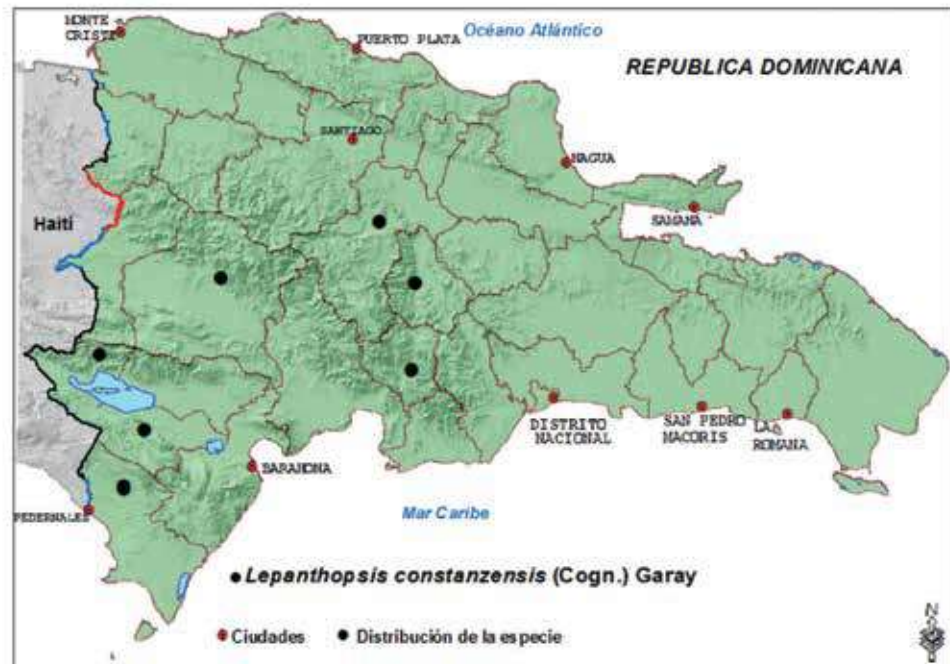 MONTE
CRISTI
PUERTO PLATA
Océano Atlántico
REPUBLICA DOMINICANA
SANTIAGO
NAGUA
SAMANA
Haití
DISTRITO
NACIONAL
SAN PEDRO
MACORIS
LA
ROMANA
BARAHONA
PEDERNALES
Mar Caribe
Lepanthopsis constanzensis (Cogn.) Garay
Ciudades
Distribución de la especie
N